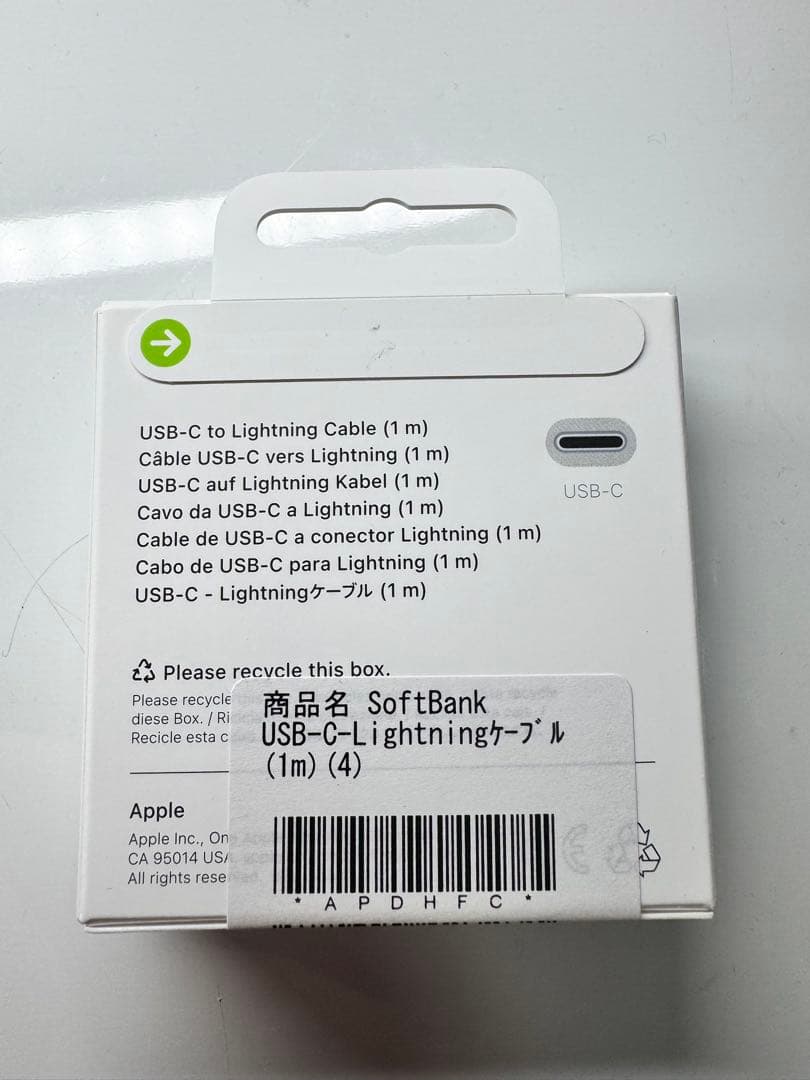 USB-C to Lightning Cable (1 m)
Câble USB-C vers Lightning (1 m)
USB-C auf Lightning Kabel (1 m)
Cavo da USB-C a Lightning (1 m)
Cable de USB-C a conector Lightning (1 m)
Cabo de USB-C para Lightning (1 m)
USB-C - Lightningケーブル (1 m)
USB-C
Please recycle this box.
Please recycle
diese Box. /
Recicle esta
商品名 SoftBank
USB-C-Lightningｹｰﾌﾞﾙ
(1m)(4)
Apple
Apple Inc.,
CA 95014 USA
All rights
* A P D H F C *